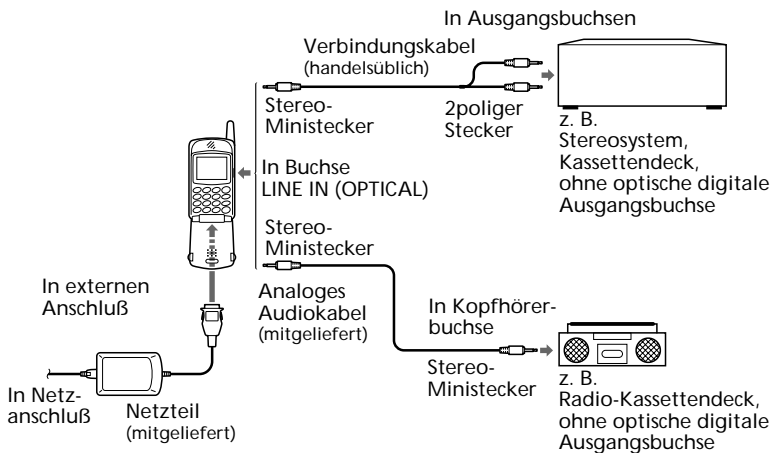 In Ausgangsbuchsen
Verbindungskabel
(handelsüblich)
Stereo-
Ministecker
2poliger
Stecker
z. B.
Stereosystem,
Kassettendeck,
ohne optische digitale
Ausgangsbuchse
In Buchse
LINE IN (OPTICAL)
Stereo-
Ministecker
Analoges
Audiokabel
(mitgeliefert)
In Kopfhörer-
buchse
Stereo-
Ministecker
z. B.
Radio-Kassettendeck,
ohne optische digitale
Ausgangsbuchse
In externen
Anschluß
In Netz-
anschluß
Netzteil
(mitgeliefert)